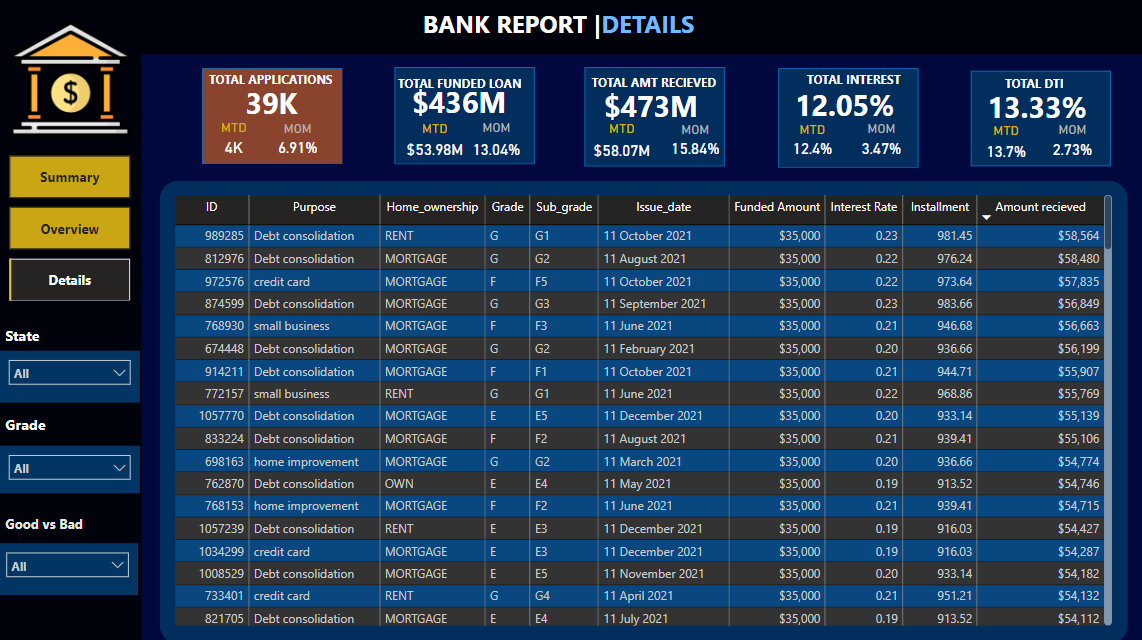 BANK REPORT |DETAILS
$
TOTAL APPLICATIONS
39K
MTD MOM
4K 6.91%
TOTAL FUNDED LOAN
$436M
MTD MOM
$53.98M 13.04%
TOTAL AMT RECIEVED
$473M
MTD MOM
$58.07M 15.84%
TOTAL INTEREST
12.05%
MTD MOM
12.4% 3.47%
TOTAL DTI
13.33%
MTD MOM
13.7% 2.73%
Summary
Overview
Details
State
All
Grade
All
Good vs Bad
All
ID Purpose Home_ownership Grade Sub_grade Issue_date Funded Amount Interest Rate Installment Amount recieved
989285 Debt consolidation RENT G G1 11 October 2021 $35,000 0.23 981.45 $58,564
812976 Debt consolidation MORTGAGE G G2 11 August 2021 $35,000 0.22 976.24 $58,480
972576 credit card MORTGAGE F F5 11 October 2021 $35,000 0.22 973.64 $57,835
874599 Debt consolidation MORTGAGE G G3 11 September 2021 $35,000 0.23 983.66 $56,849
768930 small business MORTGAGE F F3 11 June 2021 $35,000 0.21 946.68 $56,663
674448 Debt consolidation MORTGAGE G G2 11 February 2021 $35,000 0.20 936.66 $56,199
914211 Debt consolidation MORTGAGE F F1 11 October 2021 $35,000 0.21 944.71 $55,907
772157 small business RENT G G1 11 June 2021 $35,000 0.22 968.86 $55,769
1057770 Debt consolidation MORTGAGE E E5 11 December 2021 $35,000 0.20 933.14 $55,139
833224 Debt consolidation MORTGAGE F F2 11 August 2021 $35,000 0.21 939.41 $55,106
698163 home improvement MORTGAGE G G2 11 March 2021 $35,000 0.20 936.66 $54,774
762870 Debt consolidation OWN E E4 11 May 2021 $35,000 0.19 913.52 $54,746
768153 home improvement MORTGAGE F F2 11 June 2021 $35,000 0.21 939.41 $54,715
1057239 Debt consolidation RENT E E3 11 December 2021 $35,000 0.19 916.03 $54,427
1034299 credit card MORTGAGE E E3 11 December 2021 $35,000 0.19 916.03 $54,287
1008529 Debt consolidation MORTGAGE E E5 11 November 2021 $35,000 0.20 933.14 $54,182
733401 credit card RENT G G4 11 April 2021 $35,000 0.21 951.21 $54,132
821705 Debt consolidation MORTGAGE E E4 11 July 2021 $35,000 0.19 913.52 $54,112